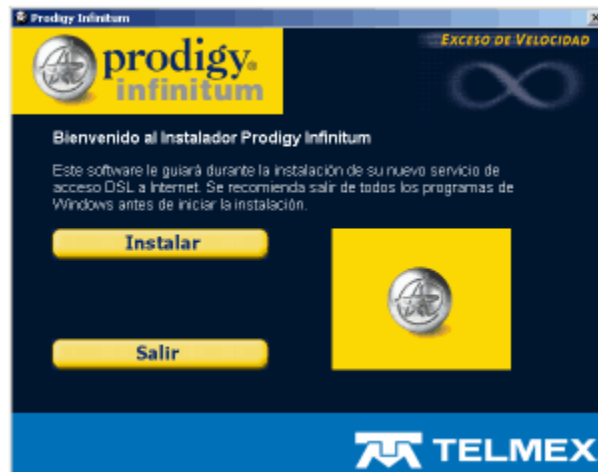 Prodigy Infinitum
prodigy
infinitum
EXCESO DE VELOCIDAD
Bienvenido al Instalador Prodigy Infinitum
Este software le guiará durante la instalación de su nuevo servicio de
acceso DSL a Internet. Se recomienda salir de todos los programas de
Windows antes de iniciar la instalación.
Instalar
Salir
TELMEX